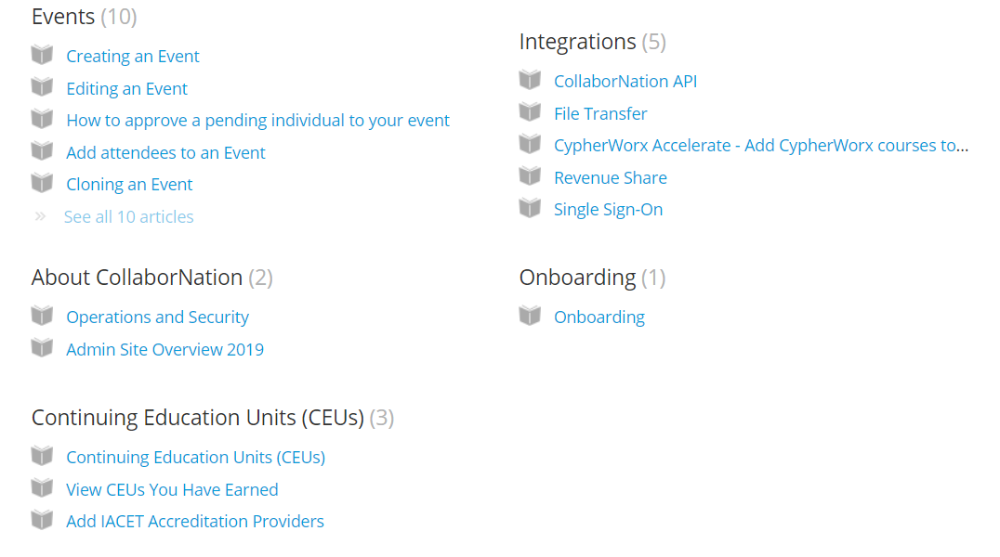 Events (10)
Creating an Event
Editing an Event
How to approve a pending individual to your event
Add attendees to an Event
Cloning an Event
» See all 10 articles
Integrations (5)
CollaborNation API
File Transfer
CypherWorx Accelerate - Add CypherWorx courses to...
Revenue Share
Single Sign-On
About CollaborNation (2)
Operations and Security
Admin Site Overview 2019
Onboarding (1)
Onboarding
Continuing Education Units (CEUs) (3)
Continuing Education Units (CEUs)
View CEUs You Have Earned
Add IACET Accreditation Providers